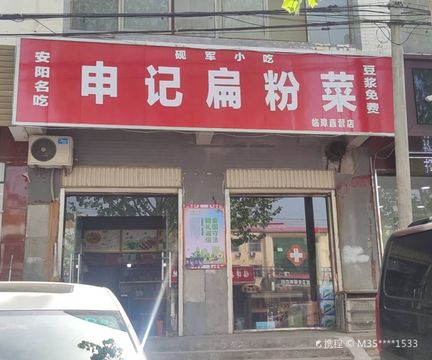 砚军小吃
安阳名吃
申记扁粉菜
豆浆免费
临漳直营店
携程 © M35****1533